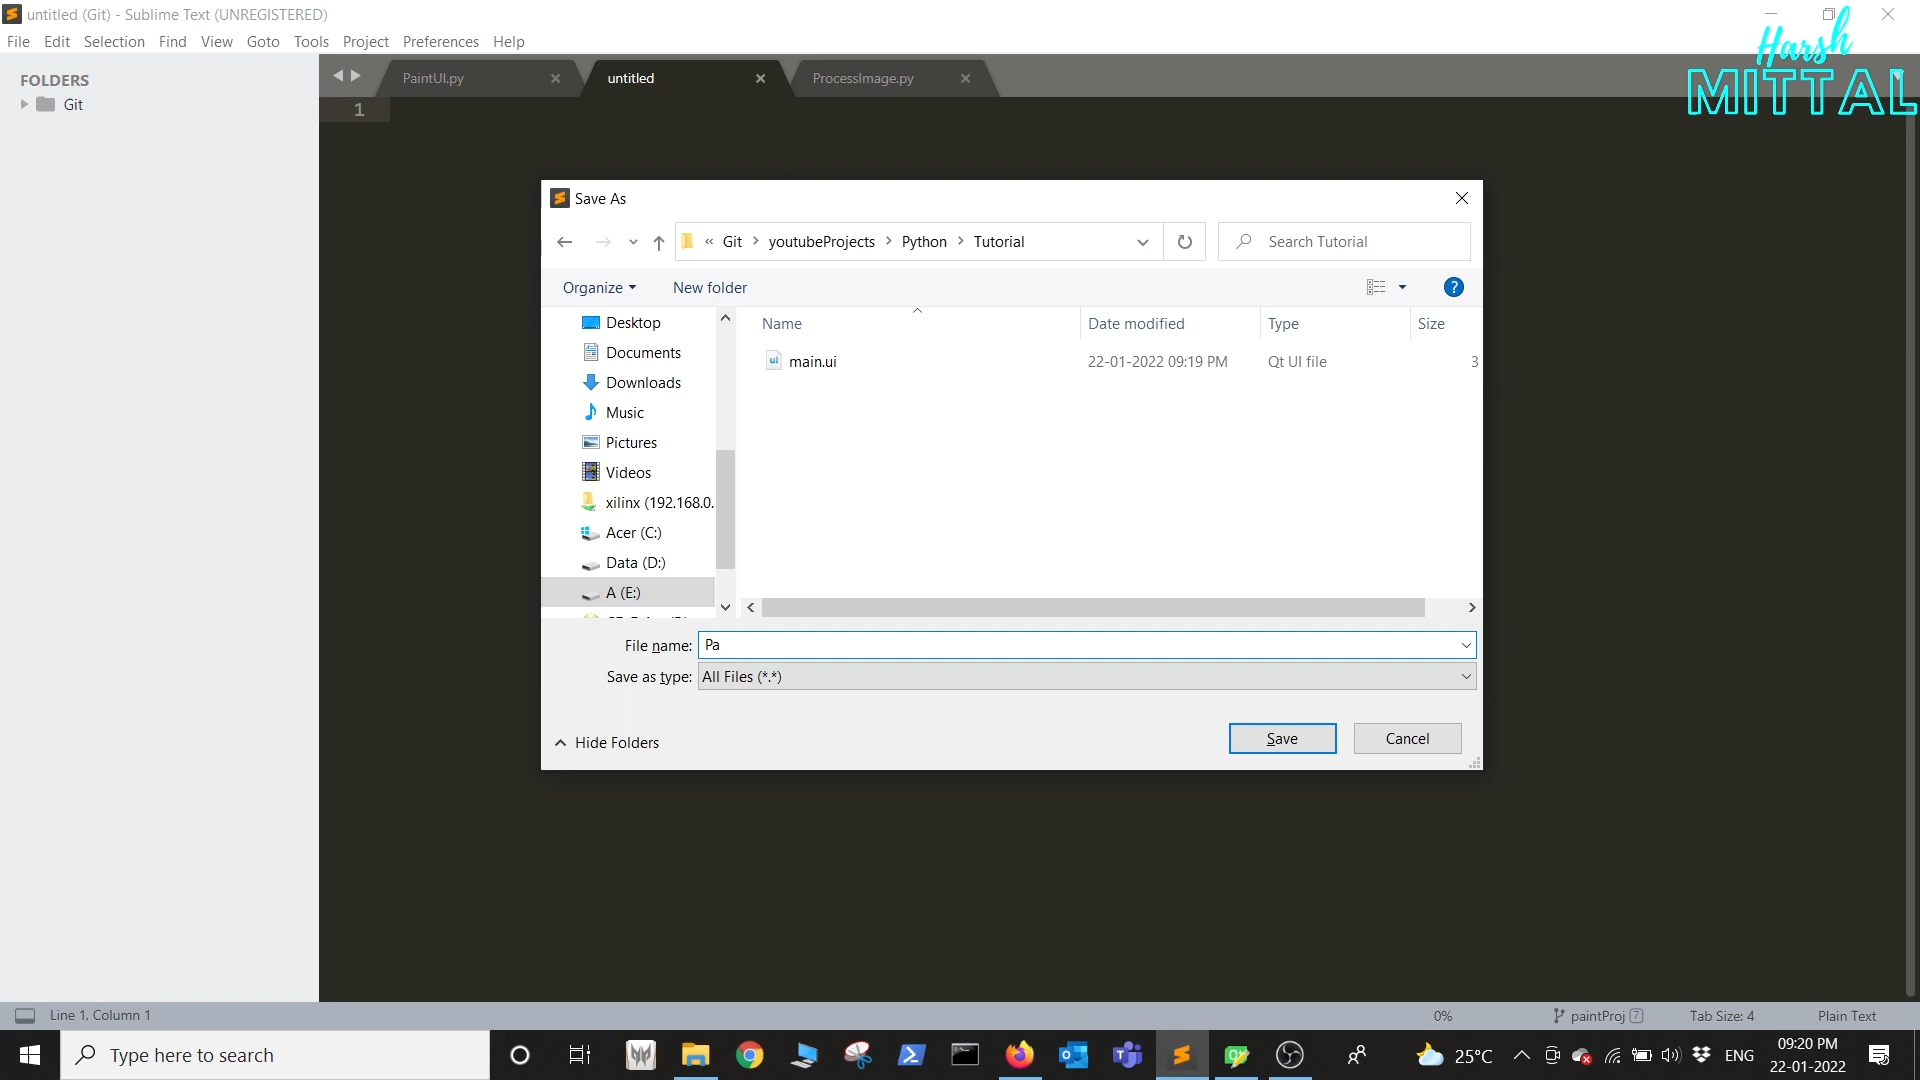 untitled (Git) - Sublime Text (UNREGISTERED)
File Edit Selection Find View Goto Tools Project Preferences Help
Harsh
MITTAL
FOLDERS
Git
PaintUI.py
untitled
ProcessImage.py
1
Save As
« Git > youtubeProjects > Python > Tutorial
Search Tutorial
Organize
New folder
Name
Date modified
Type
Size
Desktop
Documents
Downloads
Music
Pictures
Videos
xilinx (192.168.0.
Acer (C:)
Data (D:)
A (E:)
main.ui
22-01-2022 09:19 PM
Qt UI file
3
File name: Pa
Save as type: All Files (*.*)
Hide Folders
Save
Cancel
Line 1, Column 1
0%
paintProj 7
Tab Size: 4
Plain Text
Type here to search
25°C
ENG
09:20 PM
22-01-2022